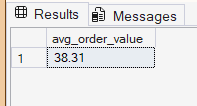 Results Messages
avg_order_value
1 38.31